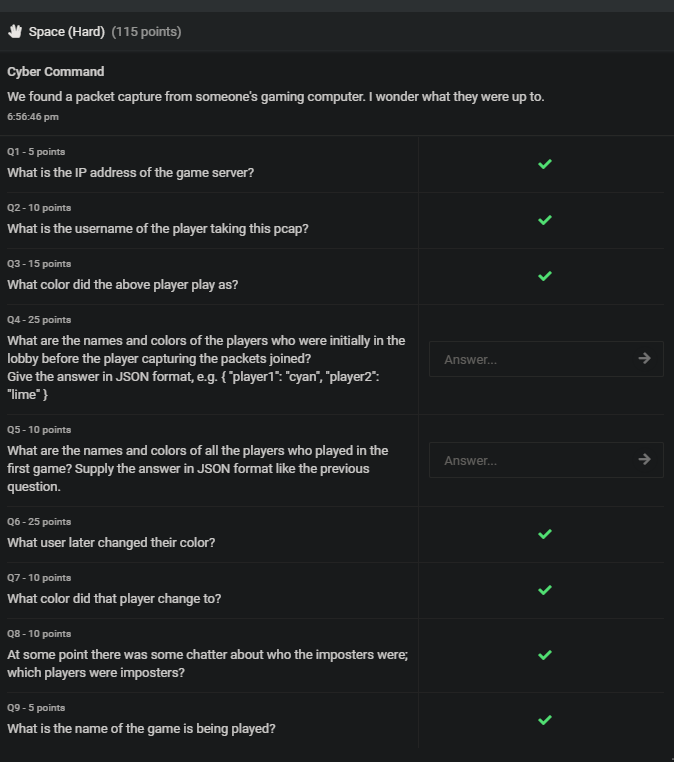 Space (Hard) (115 points)
Cyber Command
We found a packet capture from someone's gaming computer. I wonder what they were up to.
6:56:46 pm
Q1 - 5 points
What is the IP address of the game server?
Q2 - 10 points
What is the username of the player taking this pcap?
Q3 - 15 points
What color did the above player play as?
Q4 - 25 points
What are the names and colors of the players who were initially in the
lobby before the player capturing the packets joined?
Give the answer in JSON format, e.g. { "player1": "cyan", "player2":
"lime" }
Answer...
Q5 - 10 points
What are the names and colors of all the players who played in the
first game? Supply the answer in JSON format like the previous
question.
Answer...
Q6 - 25 points
What user later changed their color?
Q7 - 10 points
What color did that player change to?
Q8 - 10 points
At some point there was some chatter about who the imposters were;
which players were imposters?
Q9 - 5 points
What is the name of the game is being played?